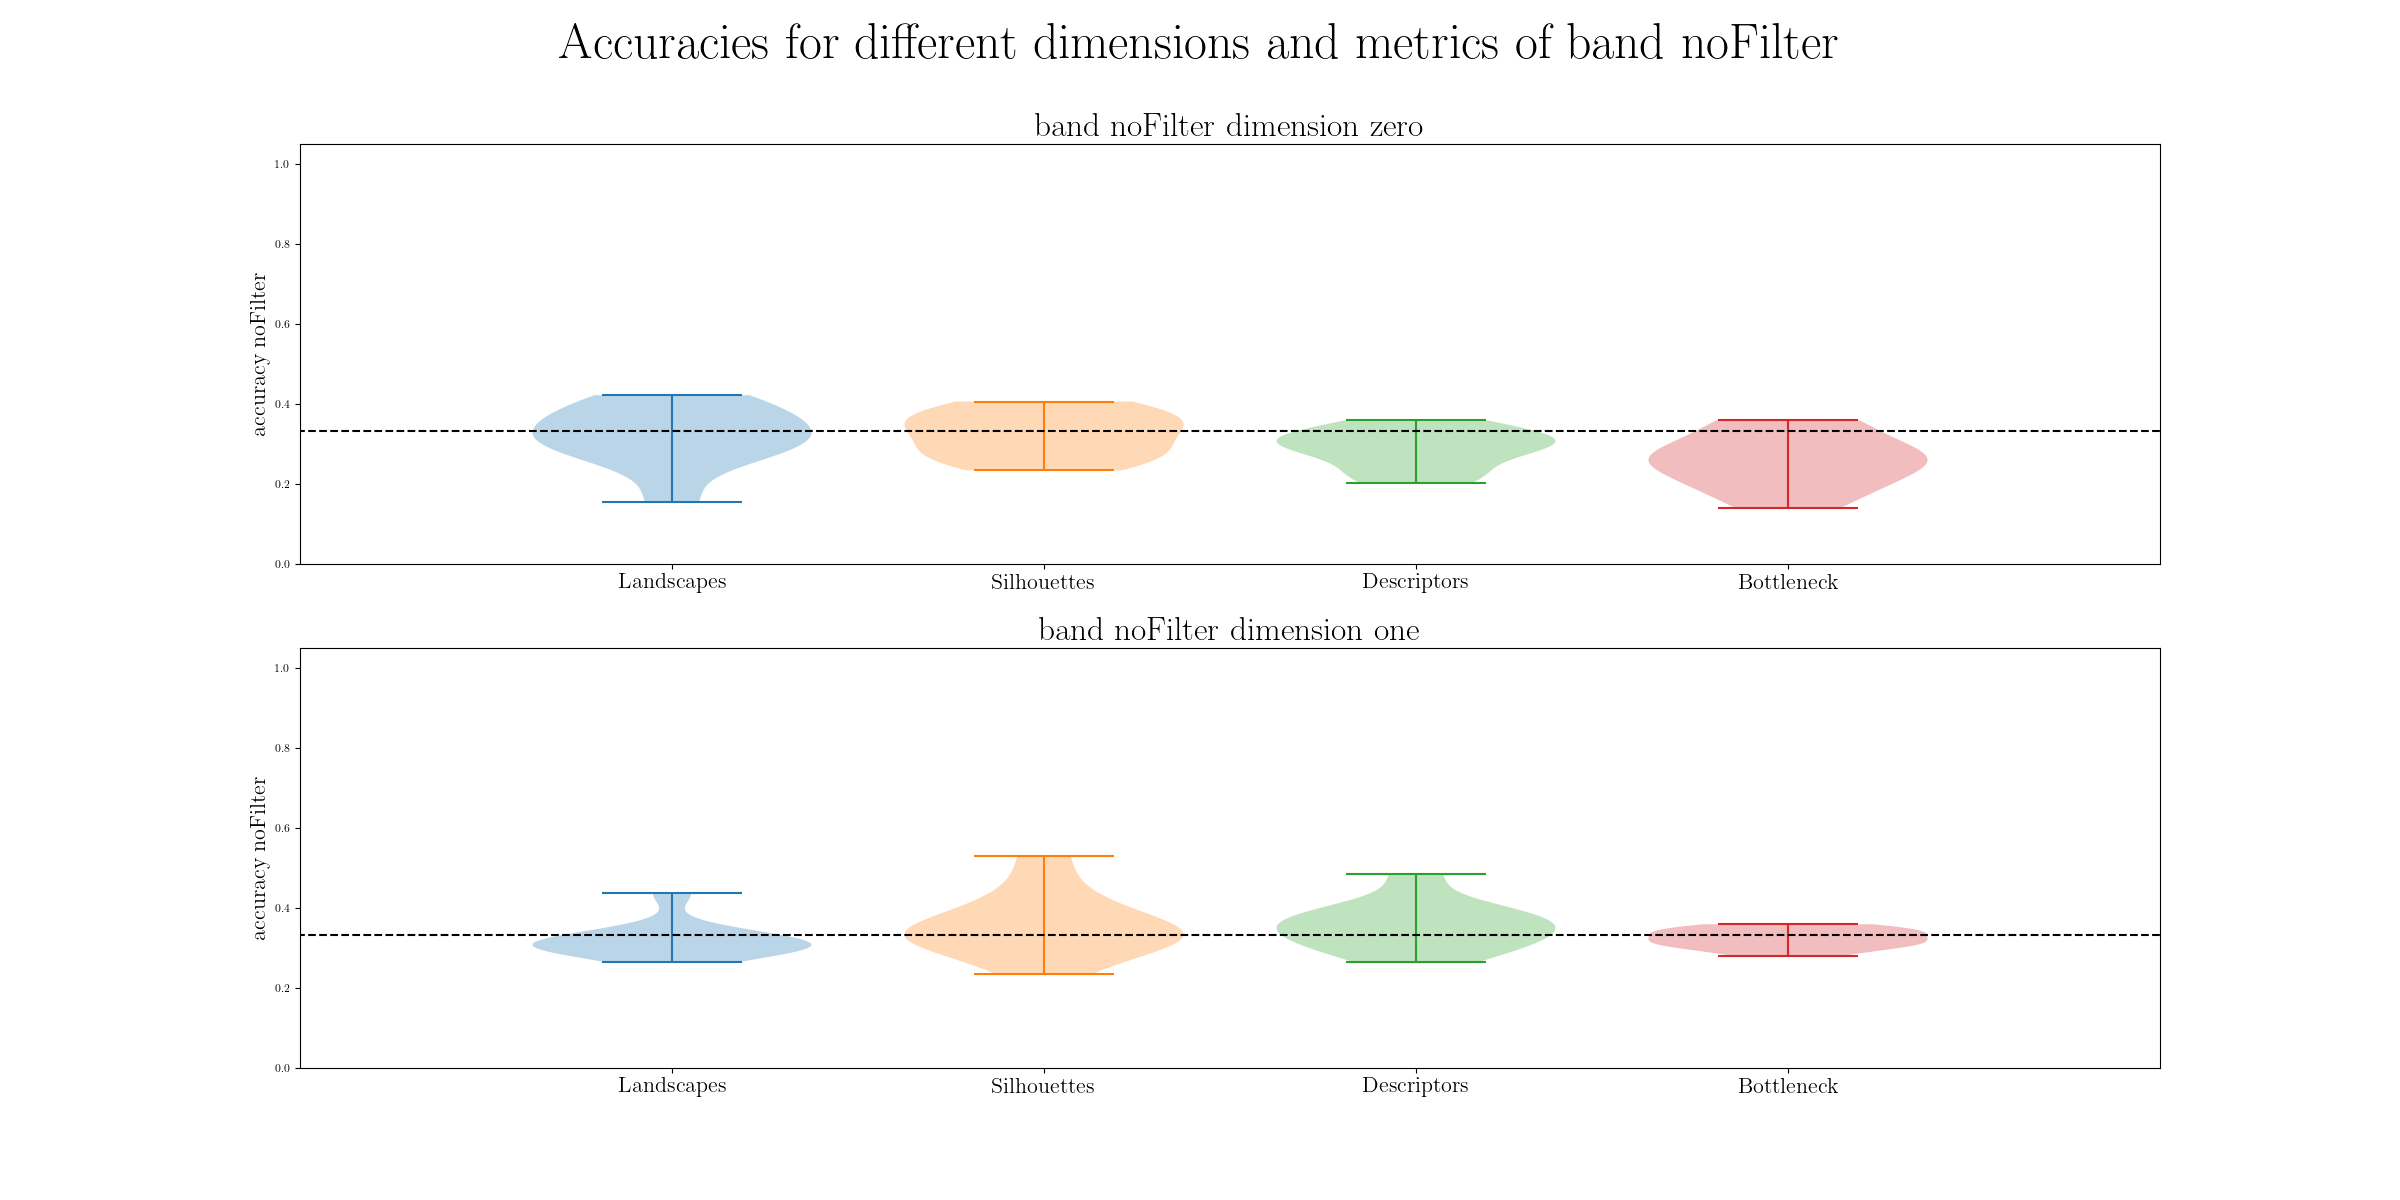 Accuracies for different dimensions and metrics of band noFilter
band noFilter dimension zero
accuracy noFilter
1.0
0.8
0.6
0.4
0.2
0.0
Landscapes Silhouettes Descriptors Bottleneck
band noFilter dimension one
accuracy noFilter
1.0
0.8
0.6
0.4
0.2
0.0
Landscapes Silhouettes Descriptors Bottleneck